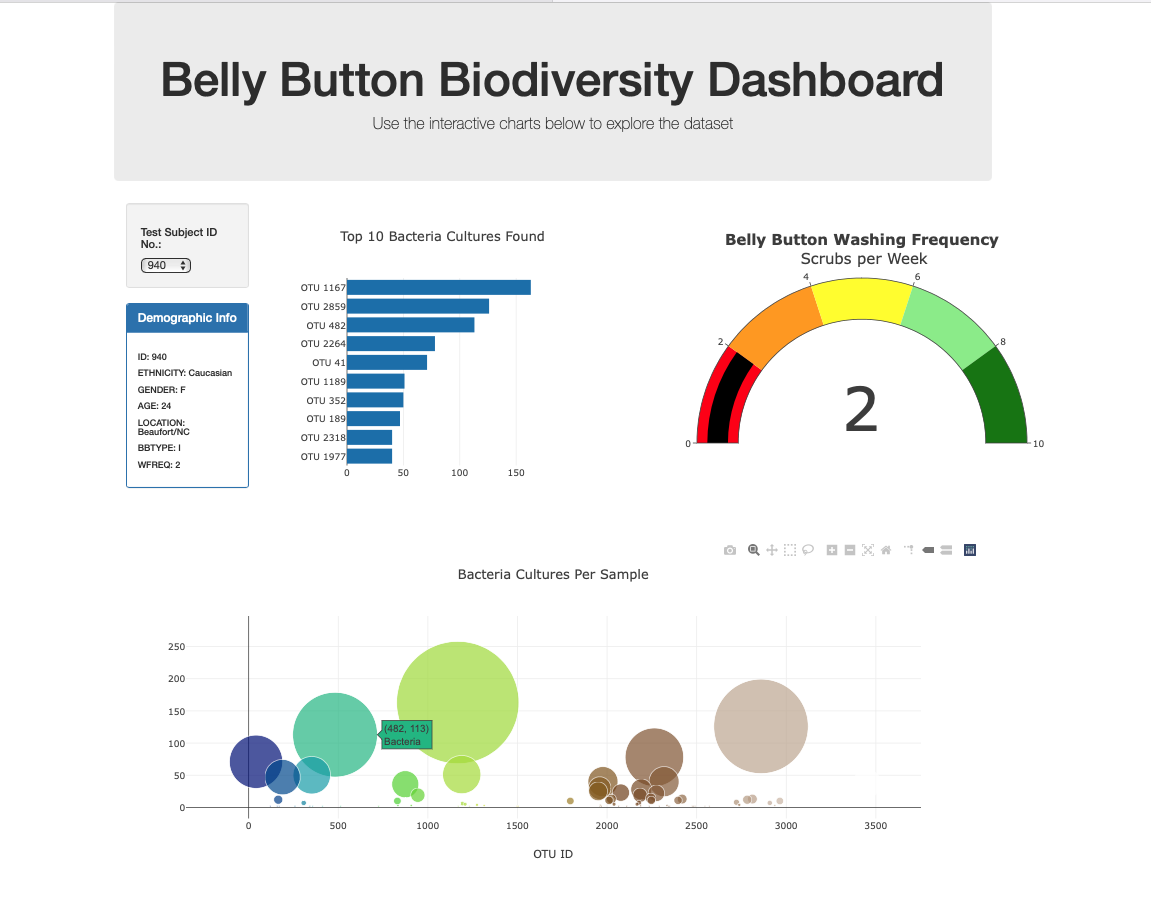 Belly Button Biodiversity Dashboard
Use the interactive charts below to explore the dataset
Test Subject ID
No.:
940
Demographic Info
ID: 940
ETHNICITY: Caucasian
GENDER: F
AGE: 24
LOCATION:
Beaufort/NC
BBTYPE: I
WFREQ: 2
Top 10 Bacteria Cultures Found
OTU 1167
OTU 2859
OTU 482
OTU 2264
OTU 41
OTU 1189
OTU 352
OTU 189
OTU 2318
OTU 1977
0 50 100 150
Belly Button Washing Frequency
Scrubs per Week
0
2
4
6
8
10
2
Bacteria Cultures Per Sample
250
200
150
100
50
0
(482, 113)
Bacteria
0 500 1000 1500 2000 2500 3000 3500
OTU ID